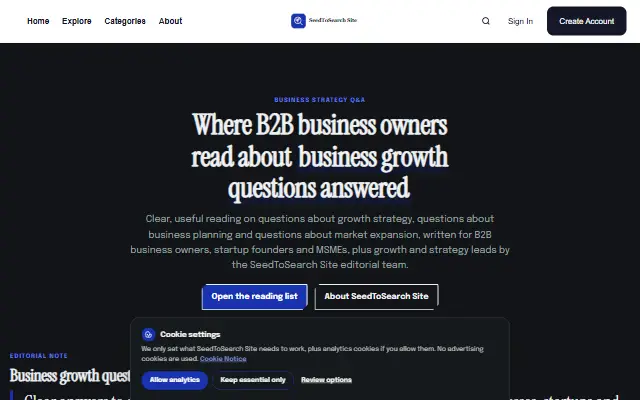 Home Explore Categories About SeedToSearch Site Sign In Create Account
BUSINESS STRATEGY Q&A
Where B2B business owners
read about business growth
questions answered
Clear, useful reading on questions about growth strategy, questions about
business planning and questions about market expansion, written for B2B
business owners, startup founders and MSMEs, plus growth and strategy leads by
the SeedToSearch Site editorial team.
Open the reading list About SeedToSearch Site
Cookie settings
We only set what SeedToSearch Site needs to work, plus analytics cookies if you allow them. No advertising
cookies are used. Cookie Notice
Allow analytics Keep essential only Review options
EDITORIAL NOTE
Business growth quest